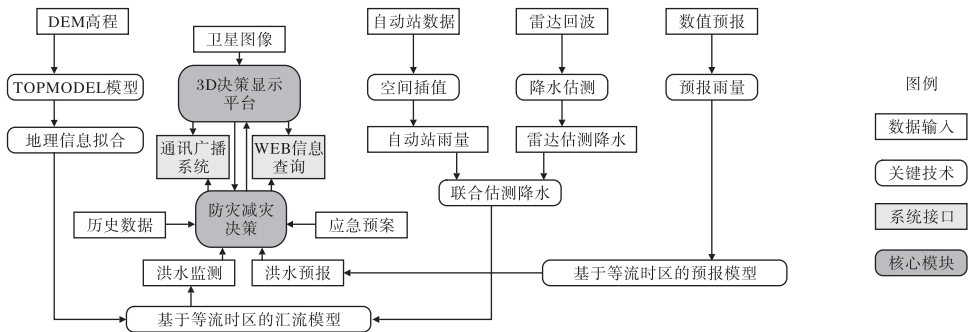 DEM高程
卫星图像
自动站数据
雷达回波
数值预报
TOPMODEL模型
3D决策显示
平台
空间插值
降水估测
预报雨量
图例
地理信息拟合
通讯广播
系统
WEB信息
查询
自动站雨量
雷达估测降水
数据输入
关键技术
联合估测降水
历史数据
防灾减灾
决策
应急预案
系统接口
洪水监测
洪水预报
基于等流时区的预报模型
核心模块
基于等流时区的汇流模型